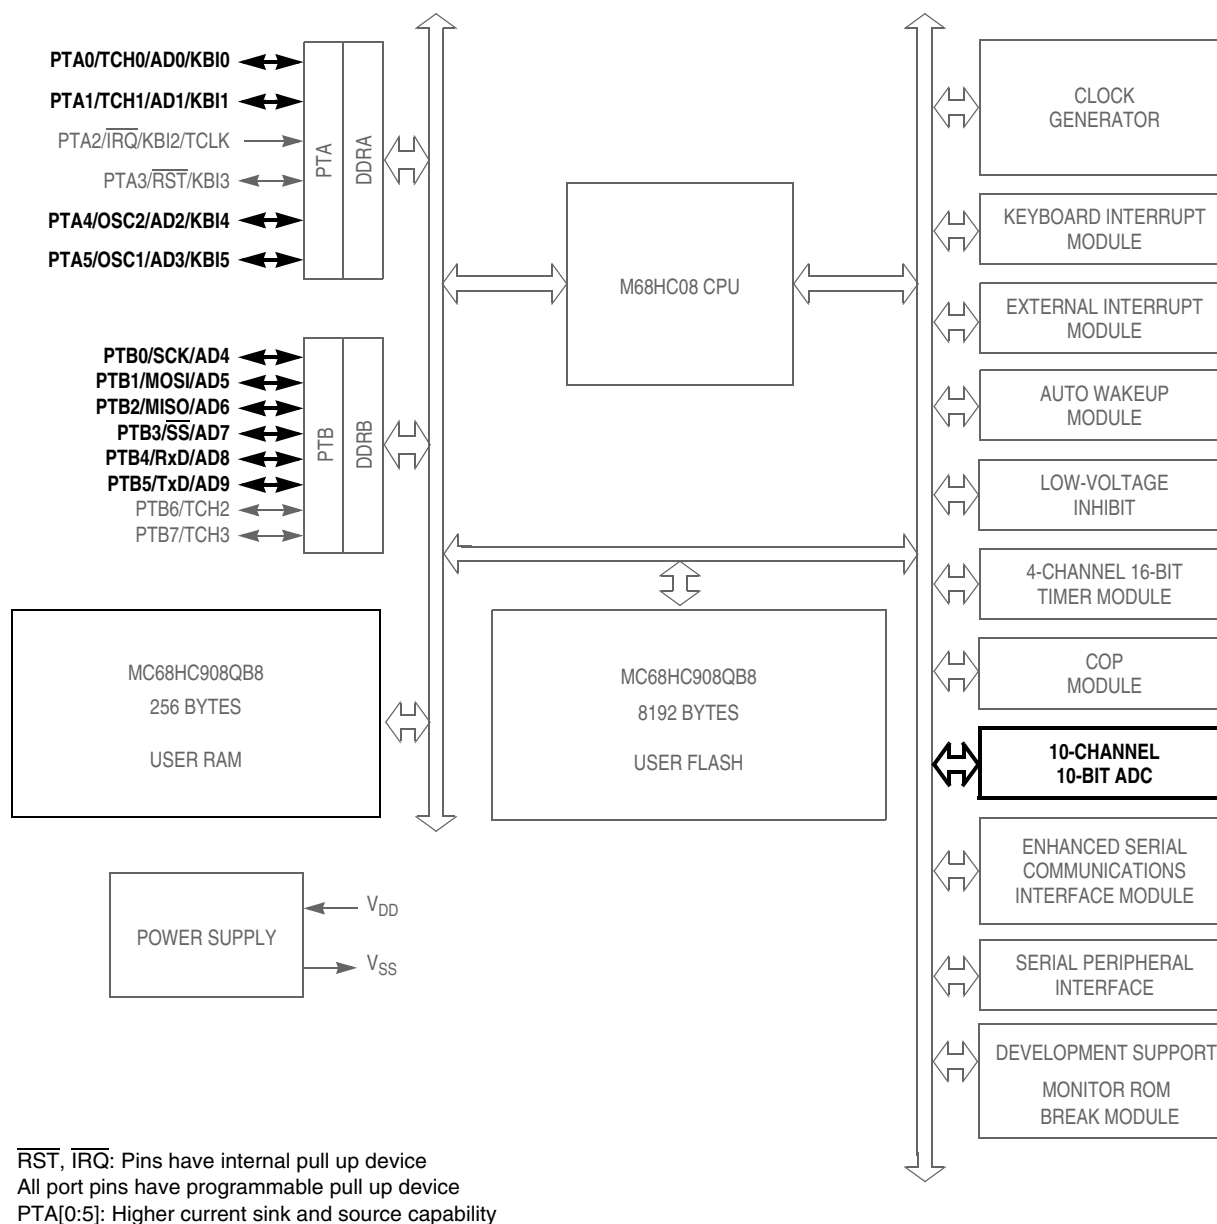 PTA0/TCH0/AD0/KBI0
PTA1/TCH1/AD1/KBI1
PTA2/IRQ/KBI2/TCLK
PTA3/RST/KBI3
PTA4/OSC2/AD2/KBI4
PTA5/OSC1/AD3/KBI5
PTA
DDRA
PTB0/SCK/AD4
PTB1/MOSI/AD5
PTB2/MISO/AD6
PTB3/SS/AD7
PTB4/RxD/AD8
PTB5/TxD/AD9
PTB6/TCH2
PTB7/TCH3
PTB
DDRB
M68HC08 CPU
MC68HC908QB8
256 BYTES
USER RAM
MC68HC908QB8
8192 BYTES
USER FLASH
POWER SUPPLY
VDD
VSS
CLOCK
GENERATOR
KEYBOARD INTERRUPT
MODULE
EXTERNAL INTERRUPT
MODULE
AUTO WAKEUP
MODULE
LOW-VOLTAGE
INHIBIT
4-CHANNEL 16-BIT
TIMER MODULE
COP
MODULE
10-CHANNEL
10-BIT ADC
ENHANCED SERIAL
COMMUNICATIONS
INTERFACE MODULE
SERIAL PERIPHERAL
INTERFACE
DEVELOPMENT SUPPORT
MONITOR ROM
BREAK MODULE
RST, IRQ: Pins have internal pull up device
All port pins have programmable pull up device
PTA[0:5]: Higher current sink and source capability